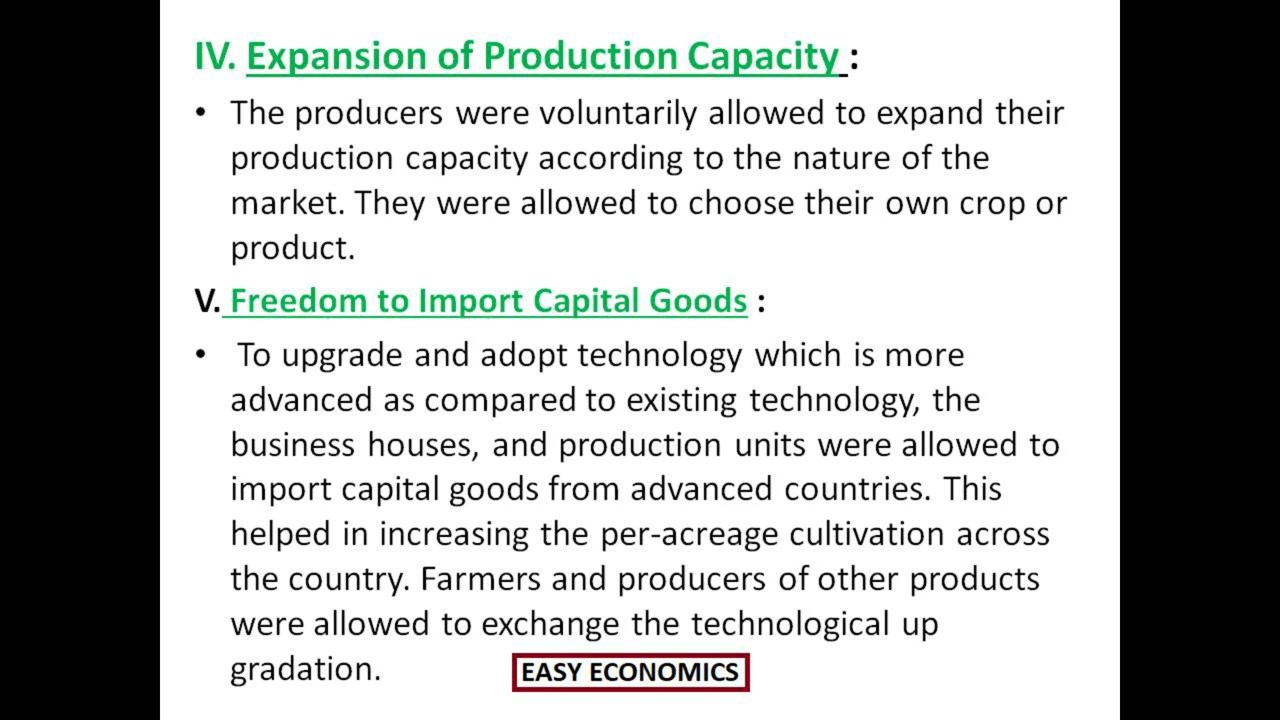 IV. Expansion of Production Capacity :
• The producers were voluntarily allowed to expand their
production capacity according to the nature of the
market. They were allowed to choose their own crop or
product.
V. Freedom to Import Capital Goods :
• To upgrade and adopt technology which is more
advanced as compared to existing technology, the
business houses, and production units were allowed to
import capital goods from advanced countries. This
helped in increasing the per-acreage cultivation across
the country. Farmers and producers of other products
were allowed to exchange the technological up
gradation.
EASY ECONOMICS